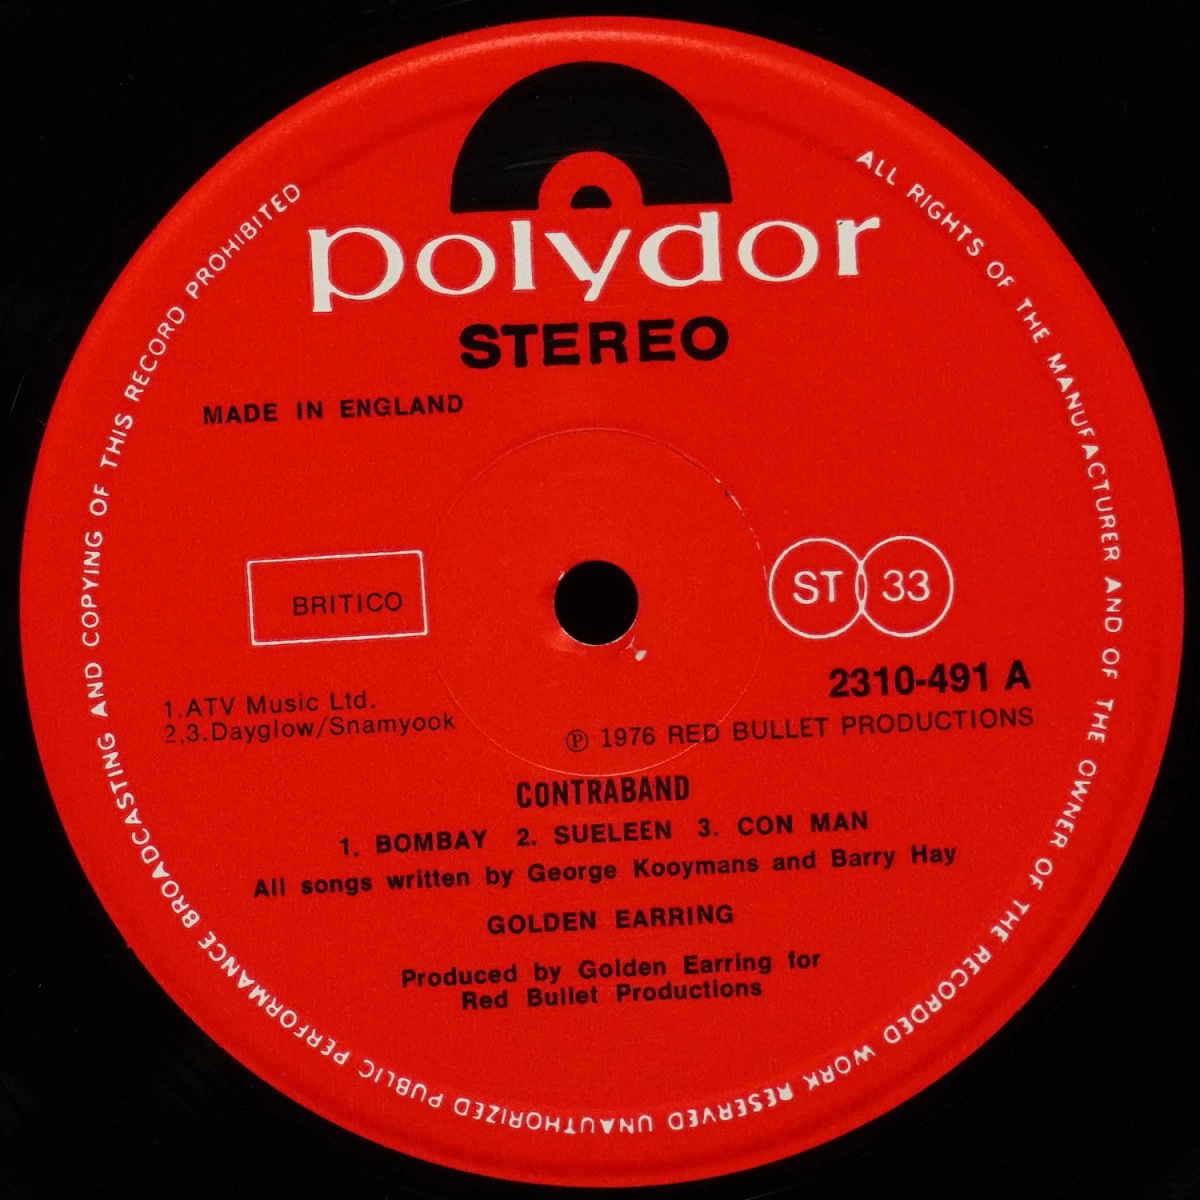 polydor
STEREO
MADE IN ENGLAND
BRITICO
ST 33
2310-491 A
1.ATV Music Ltd.
2,3.Dayglow/Snamyook
℗ 1976 RED BULLET PRODUCTIONS
CONTRABAND
1. BOMBAY 2. SUELEEN 3. CON MAN
All songs written by George Kooymans and Barry Hay
GOLDEN EARRING
Produced by Golden Earring for
Red Bullet Productions
ALL RIGHTS OF THE MANUFACTURER AND OF THE OWNER OF THE RECORDED WORK RESERVED UNAUTHORIZED PUBLIC PERFORMANCE BROADCASTING AND COPYING OF THIS RECORD PROHIBITED